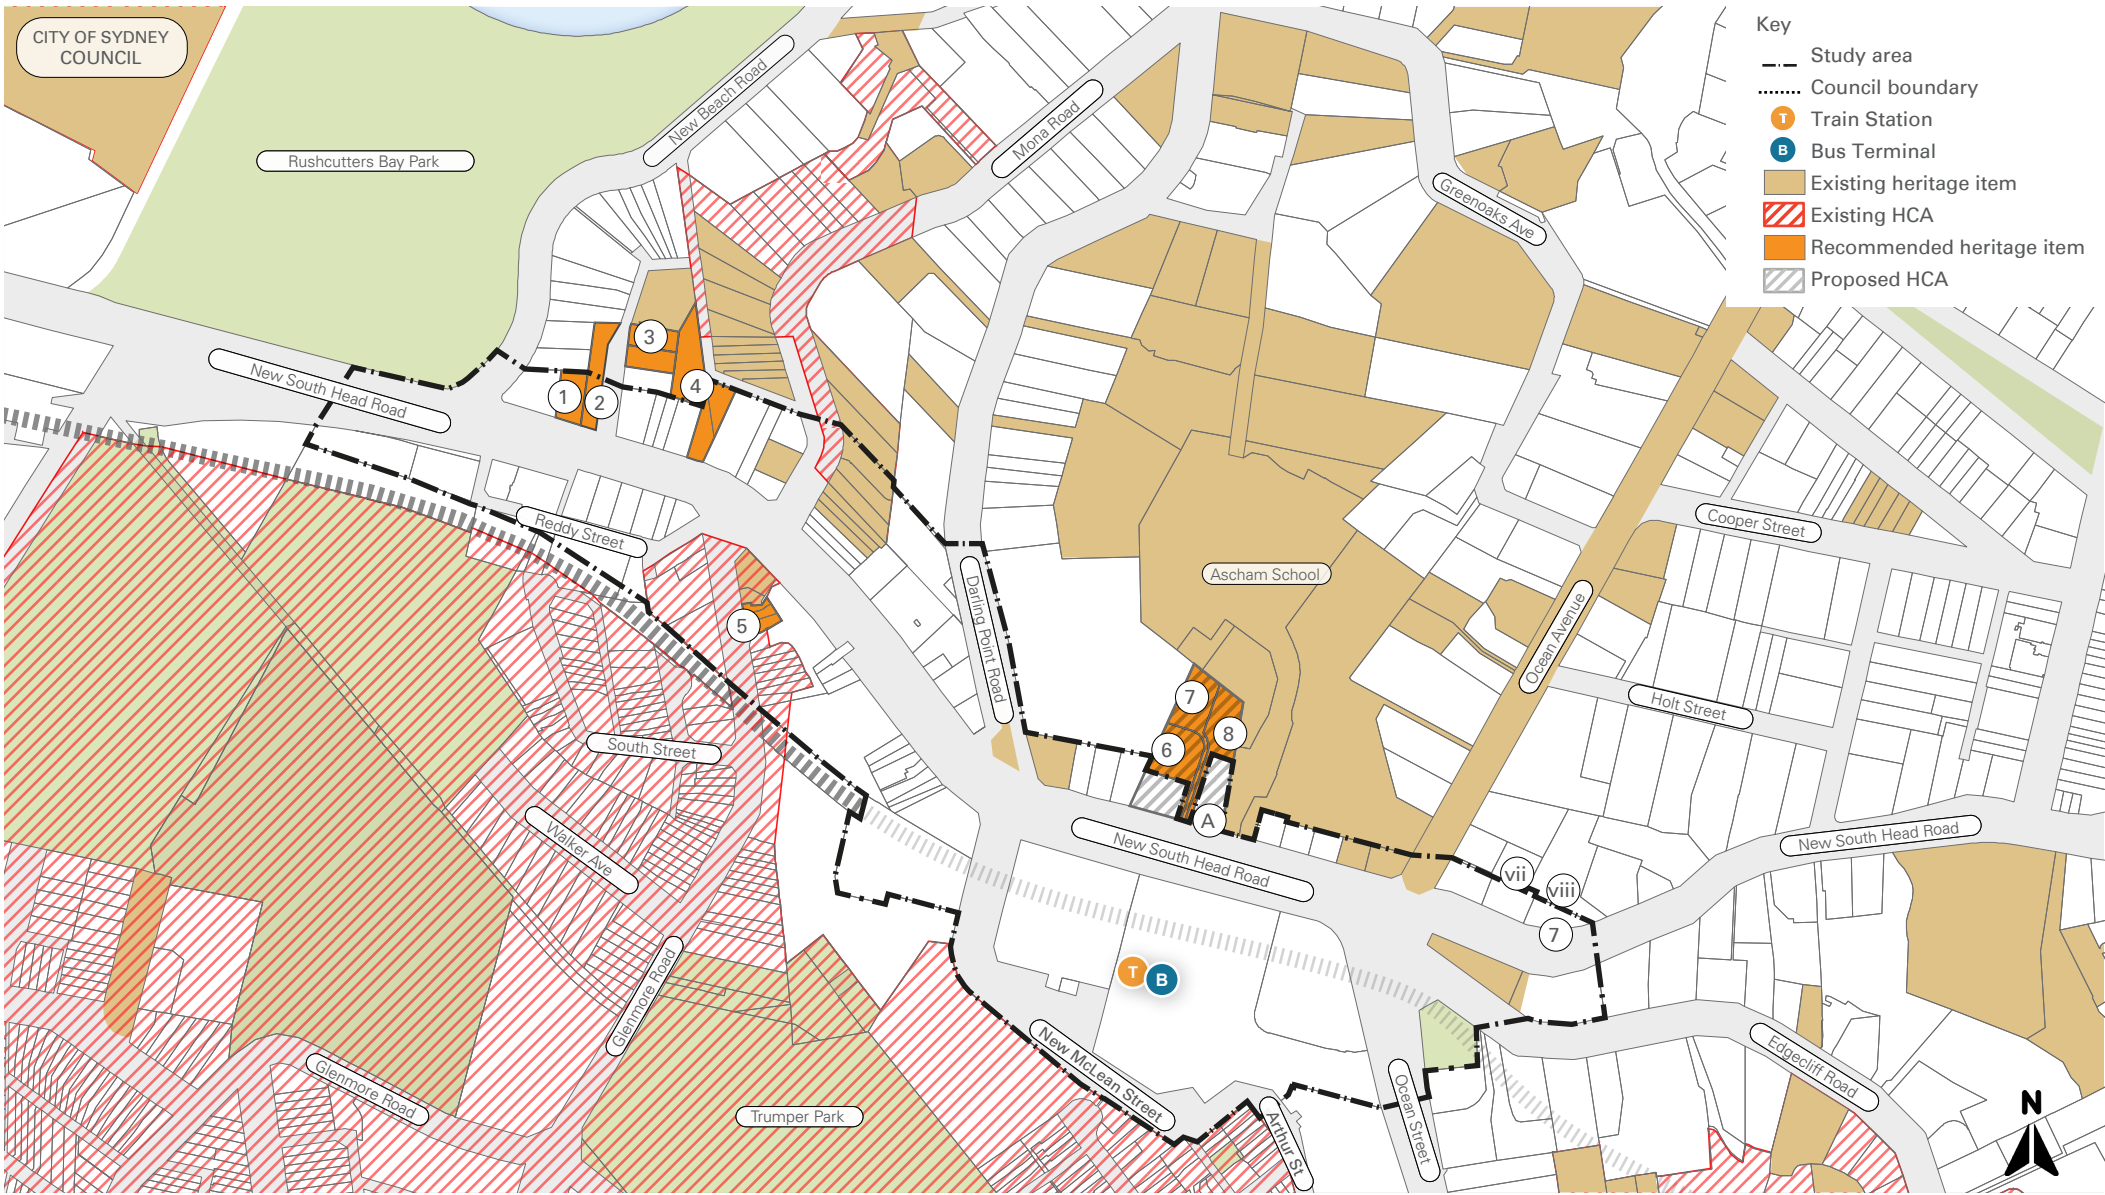 CITY OF SYDNEY
COUNCIL
Key
Study area
Council boundary
T Train Station
B Bus Terminal
Existing heritage item
Existing HCA
Recommended heritage item
Proposed HCA
New Beach Road
Mona Road
Rushcutters Bay Park
Greenoaks Ave
3
New South Head Road
4
1
2
Cooper Street
Reddy Street
Ascham School
Darling Point Road
5
Ocean Avenue
7
Holt Street
8
South Street
6
A
Walker Ave
New South Head Road
New South Head Road
vii
viii
7
T
B
Glenmore Road
New McLean Street
Edgecliff Road
Glenmore Road
Trumper Park
Arthur St
Ocean Street
N